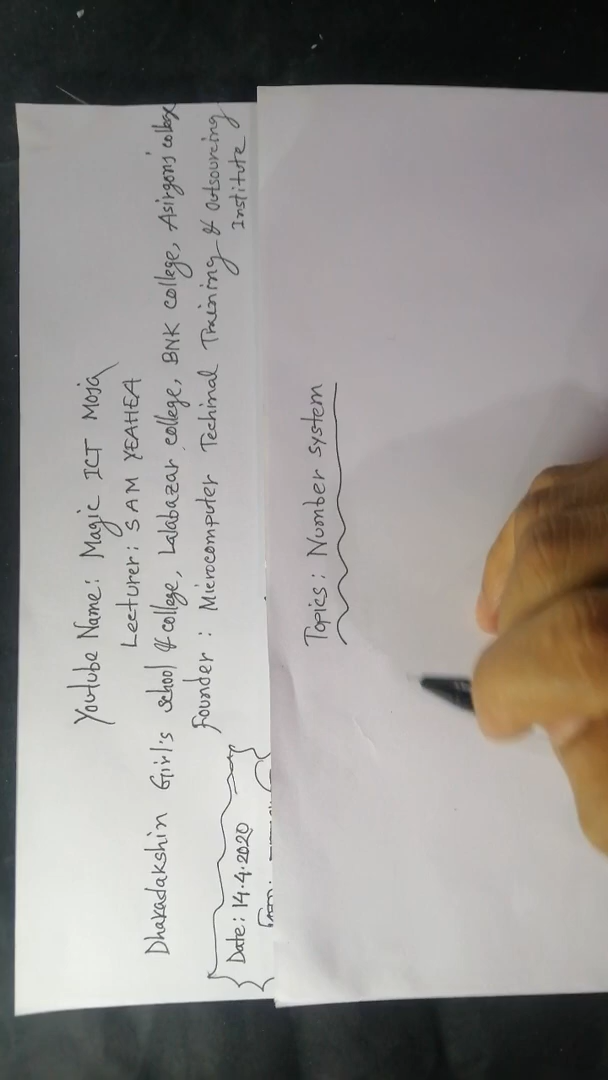 Youtube Name: Magic ICT Moja
Lecturer: SAM YEAHEA
Dhakadakshin Girl's school & college, Lalabazar college, BNK college, Asirgonj college
Founder: Microcomputer Techinal Training & Outsourcing
Institute
Date: 14.4.2020
Topics: Number system